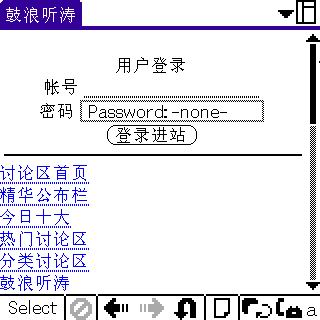 鼓浪听涛
用户登录
帐号
密码 Password: -none-
登录进站
讨论区首页
精华公布栏
今日十大
热门讨论区
分类讨论区
鼓浪听涛
Select a